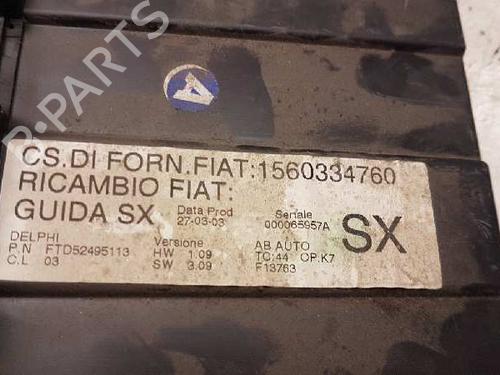 B-PARTS
CS.DI FORN.FIAT:1560334760
RICAMBIO FIAT:
GUIDA SX
Data Prod
27-03-03
Seriale
000065957A
SX
DELPHI
P.N FTD52495113
C.L 03
Versione
HW 1.09
SW 3.09
AB AUTO
TC:44 OP.K7
F13763